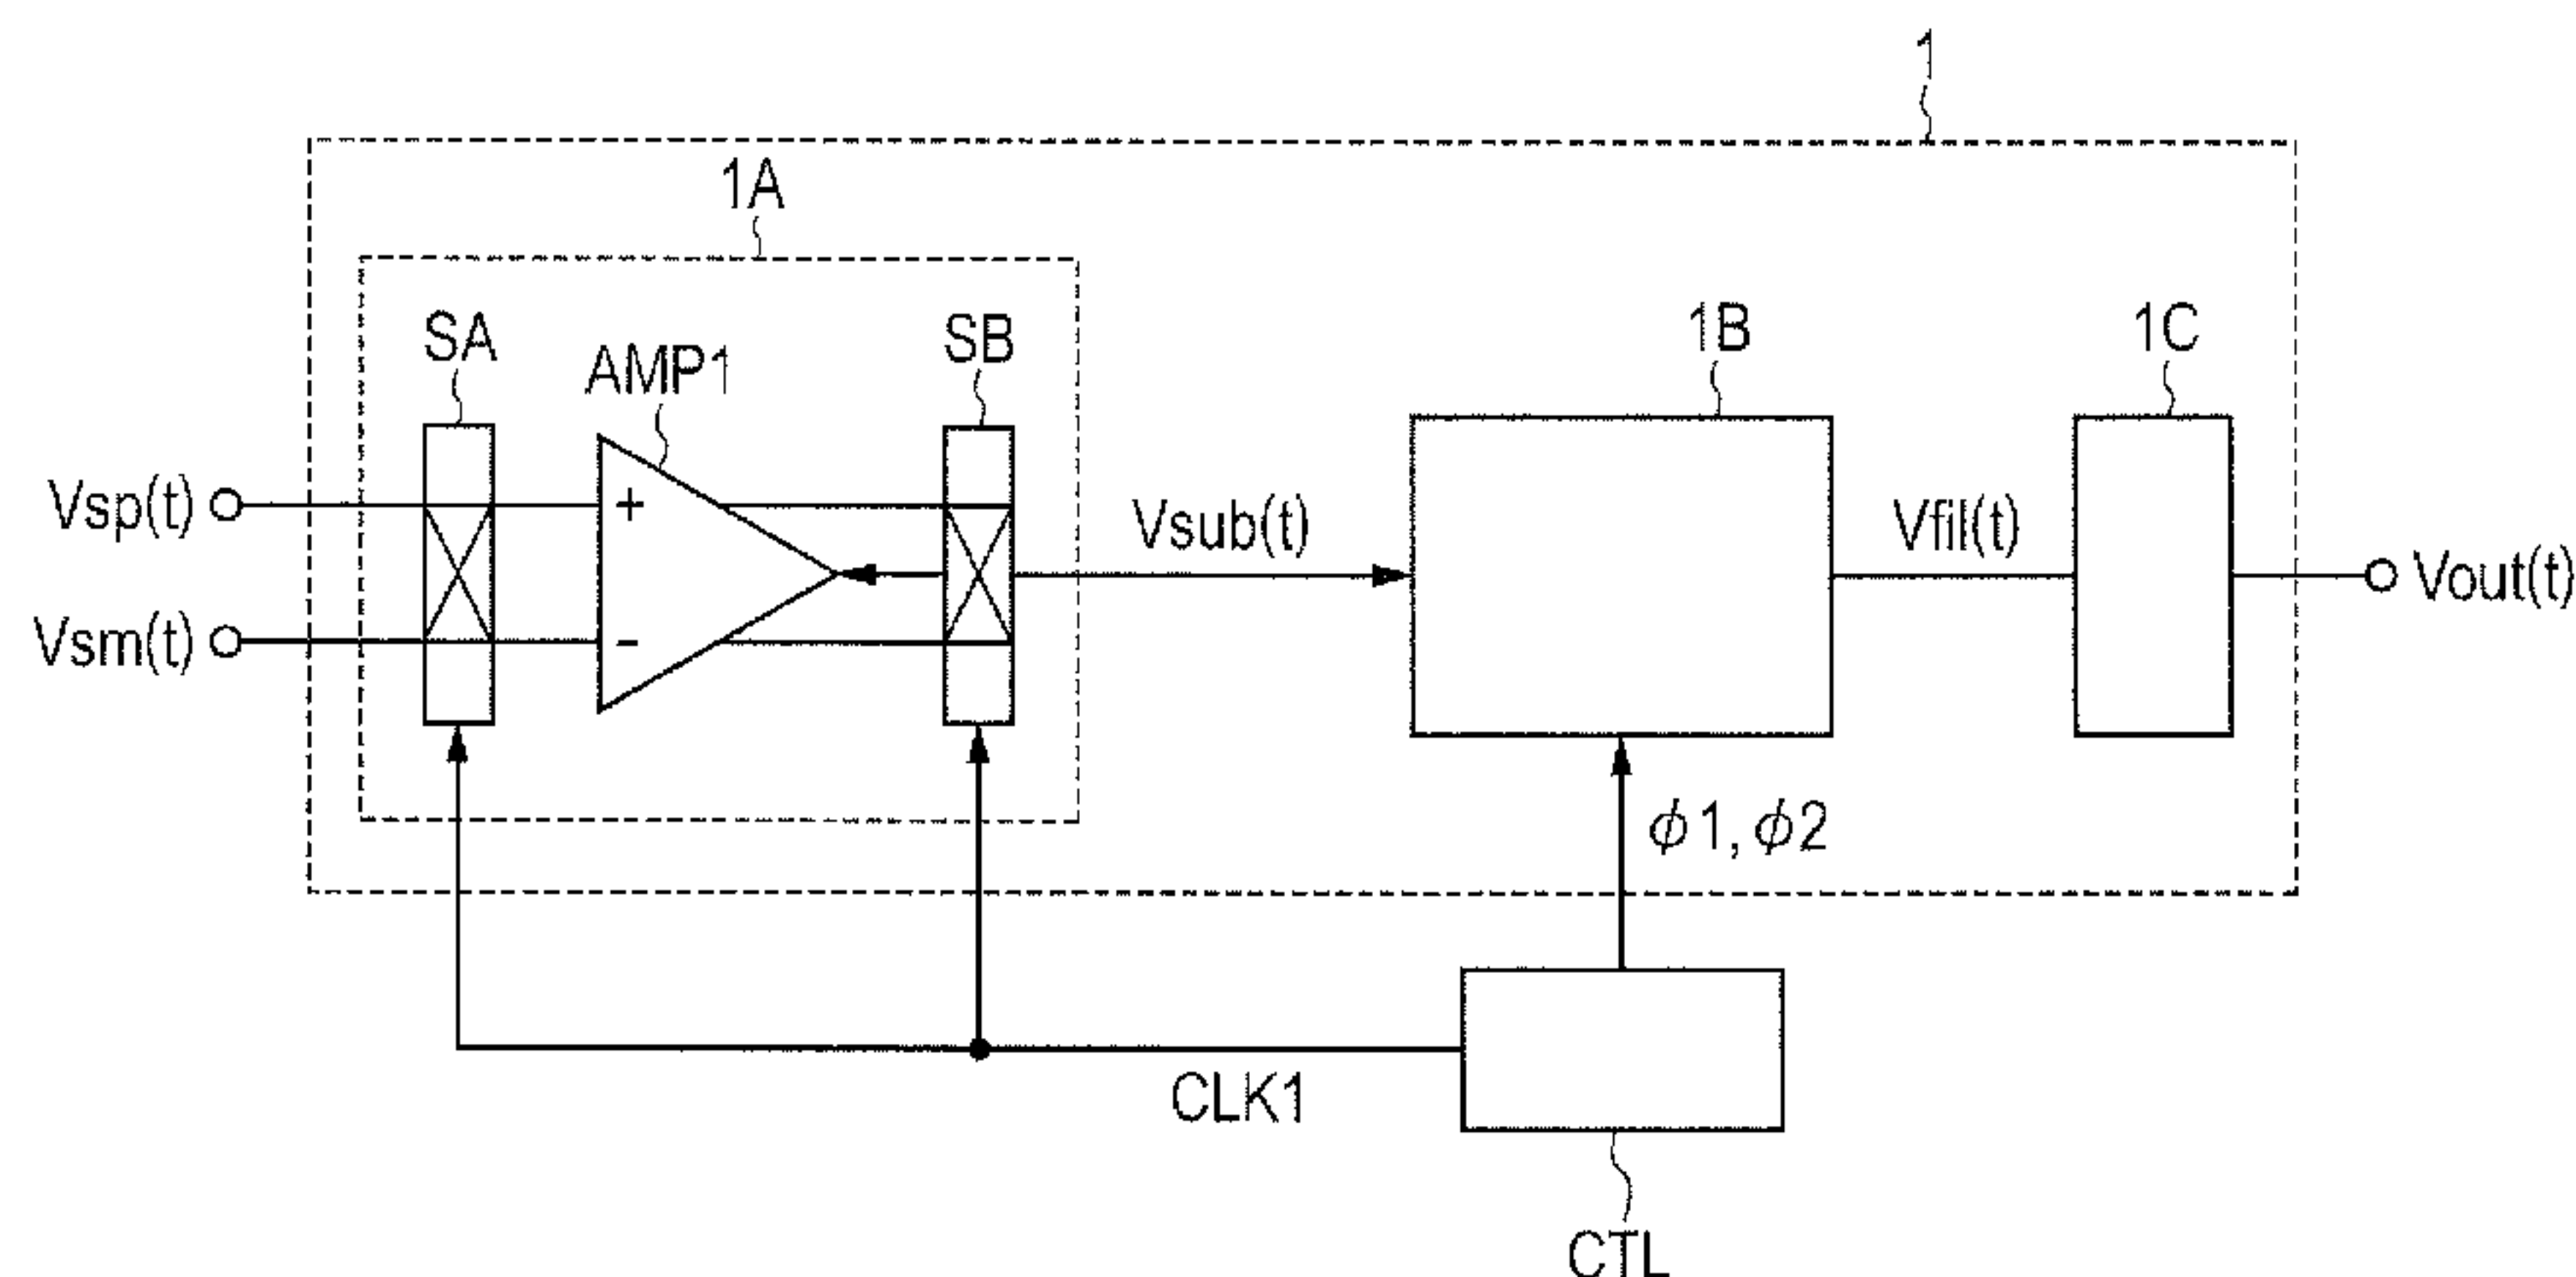 1
1A
SA
AMP1
SB
1B
1C
Vsp(t)
+
Vsub(t)
Vfil(t)
Vout(t)
Vsm(t)
-
ϕ1, ϕ2
CLK1
CTL